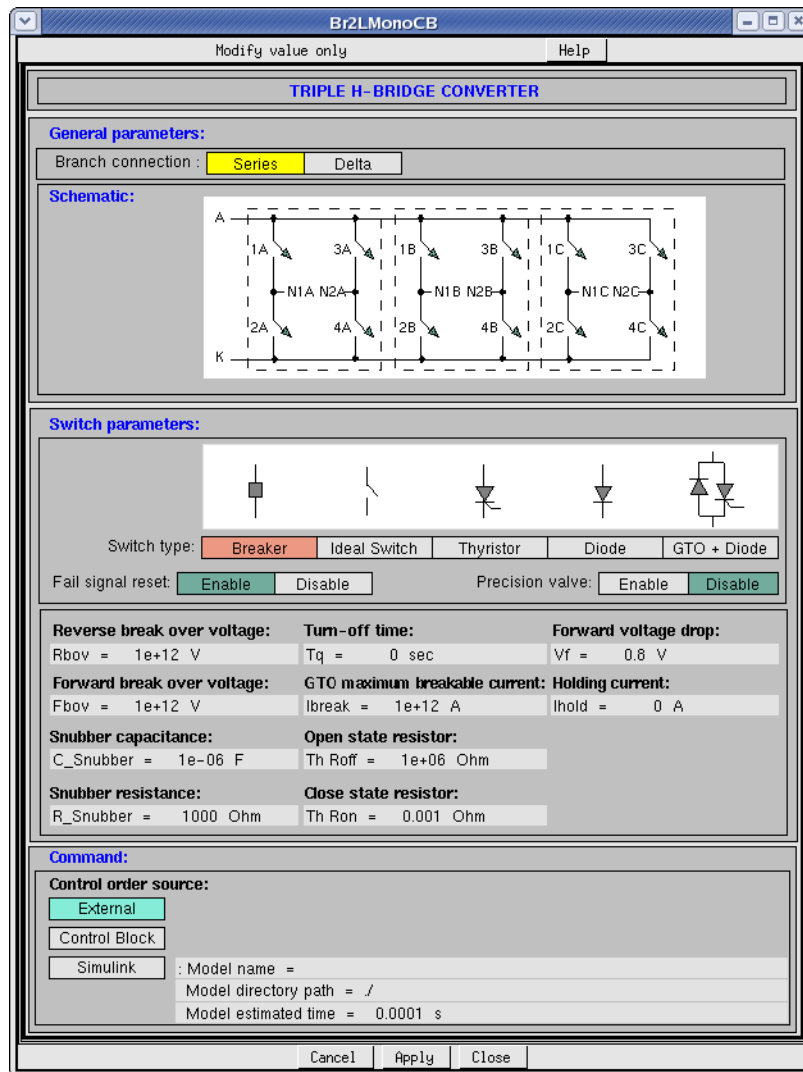 Br2LMonoCB
Modify value only Help
TRIPLE H-BRIDGE CONVERTER
General parameters:
Branch connection : Series Delta
Schematic:
A
1A 3A 1B 3B 1C 3C
N1A N2A N1B N2B N1C N2C
2A 4A 2B 4B 2C 4C
K
Switch parameters:
Switch type: Breaker Ideal Switch Thyristor Diode GTO + Diode
Fail signal reset: Enable Disable Precision valve: Enable Disable
Reverse break over voltage: Turn-off time: Forward voltage drop:
Rbov = 1e+12 V Tq = 0 sec Vf = 0.8 V
Forward break over voltage: GTO maximum breakable current: Holding current:
Fbov = 1e+12 V Ibreak = 1e+12 A Ihold = 0 A
Snubber capacitance: Open state resistor:
C_Snubber = 1e-06 F Th Roff = 1e+06 Ohm
Snubber resistance: Close state resistor:
R_Snubber = 1000 Ohm Th Ron = 0.001 Ohm
Command:
Control order source:
External
Control Block
Simulink : Model name =
Model directory path = ./
Model estimated time = 0.0001 s
Cancel Apply Close